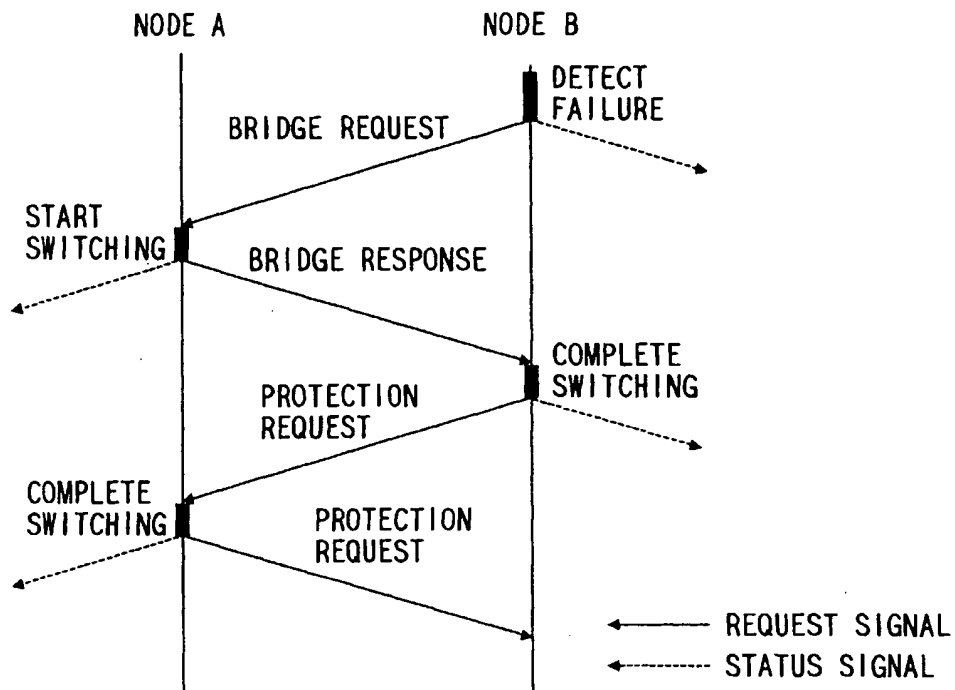 NODE A
NODE B
DETECT
FAILURE
BRIDGE REQUEST
START
SWITCHING
BRIDGE RESPONSE
COMPLETE
SWITCHING
PROTECTION
REQUEST
COMPLETE
SWITCHING
PROTECTION
REQUEST
REQUEST SIGNAL
STATUS SIGNAL